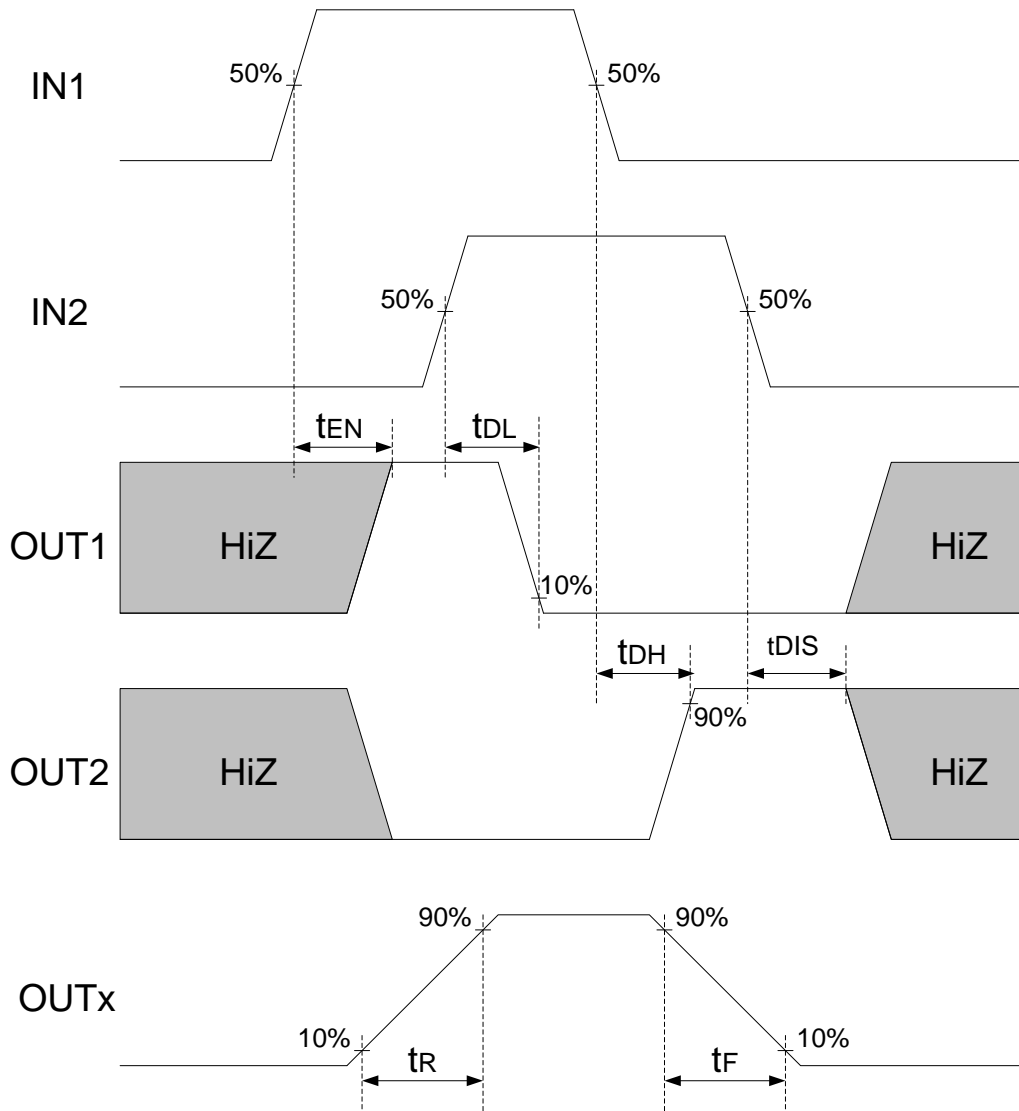 50%
50%
IN1
50%
50%
IN2
tEN
tDL
OUT1
HiZ
HiZ
10%
tDH
tDIS
90%
OUT2
HiZ
HiZ
90%
90%
OUTx
10%
10%
tR
tF